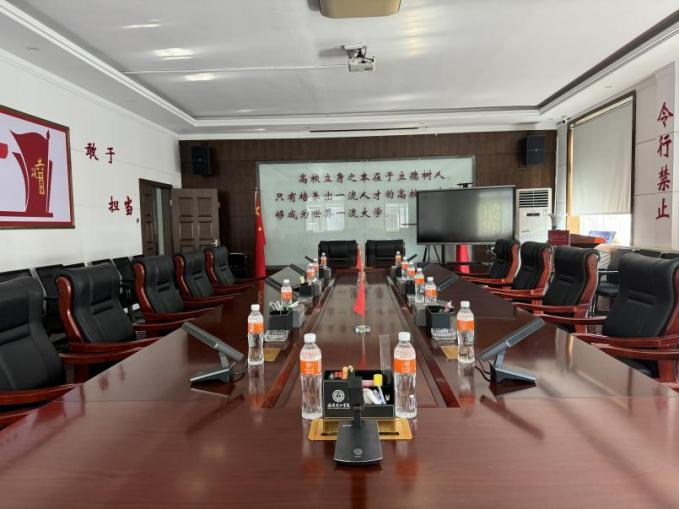 敢于
担当
高校立身之本在于立德树人
只有培养出一流人才的高校
够成为世界一流大学
令行禁止